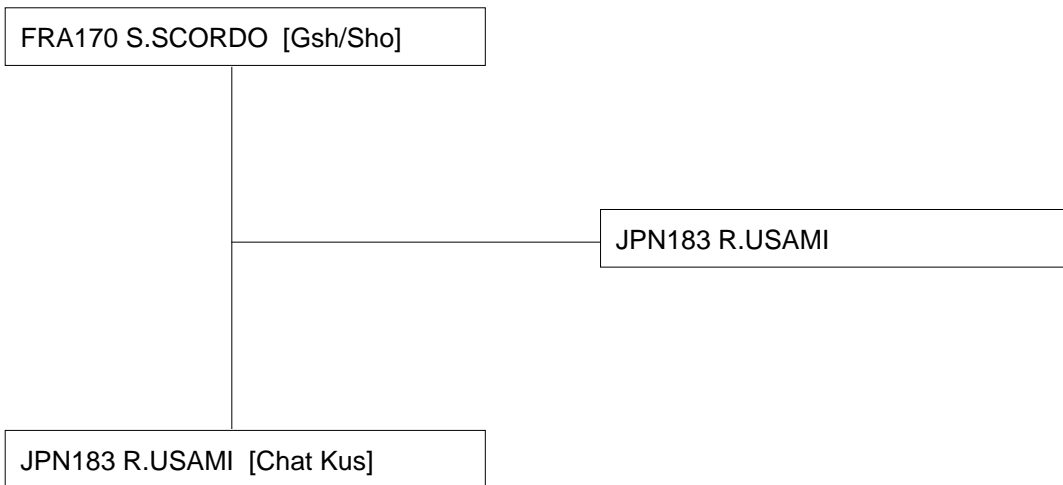 FRA170 S.SCORDO [Gsh/Sho]
JPN183 R.USAMI
JPN183 R.USAMI [Chat Kus]